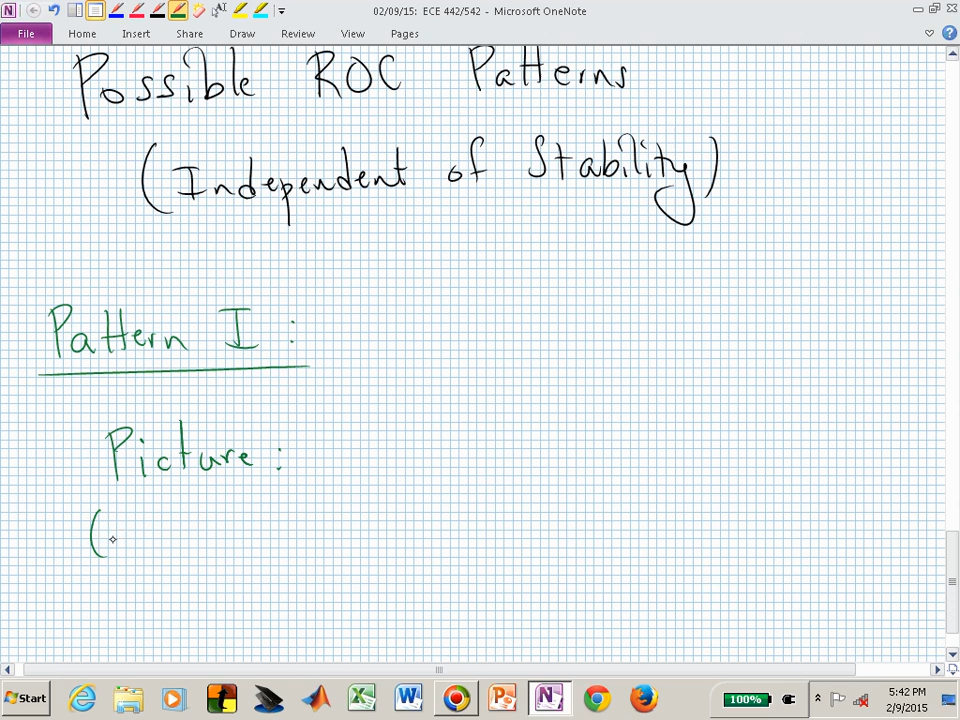 02/09/15: ECE 442/542 - Microsoft OneNote
File Home Insert Share Draw Review View Pages
Possible ROC Patterns
(Independent of Stability)
Pattern I :
Picture :
(
Start
100%
5:42 PM
2/9/2015